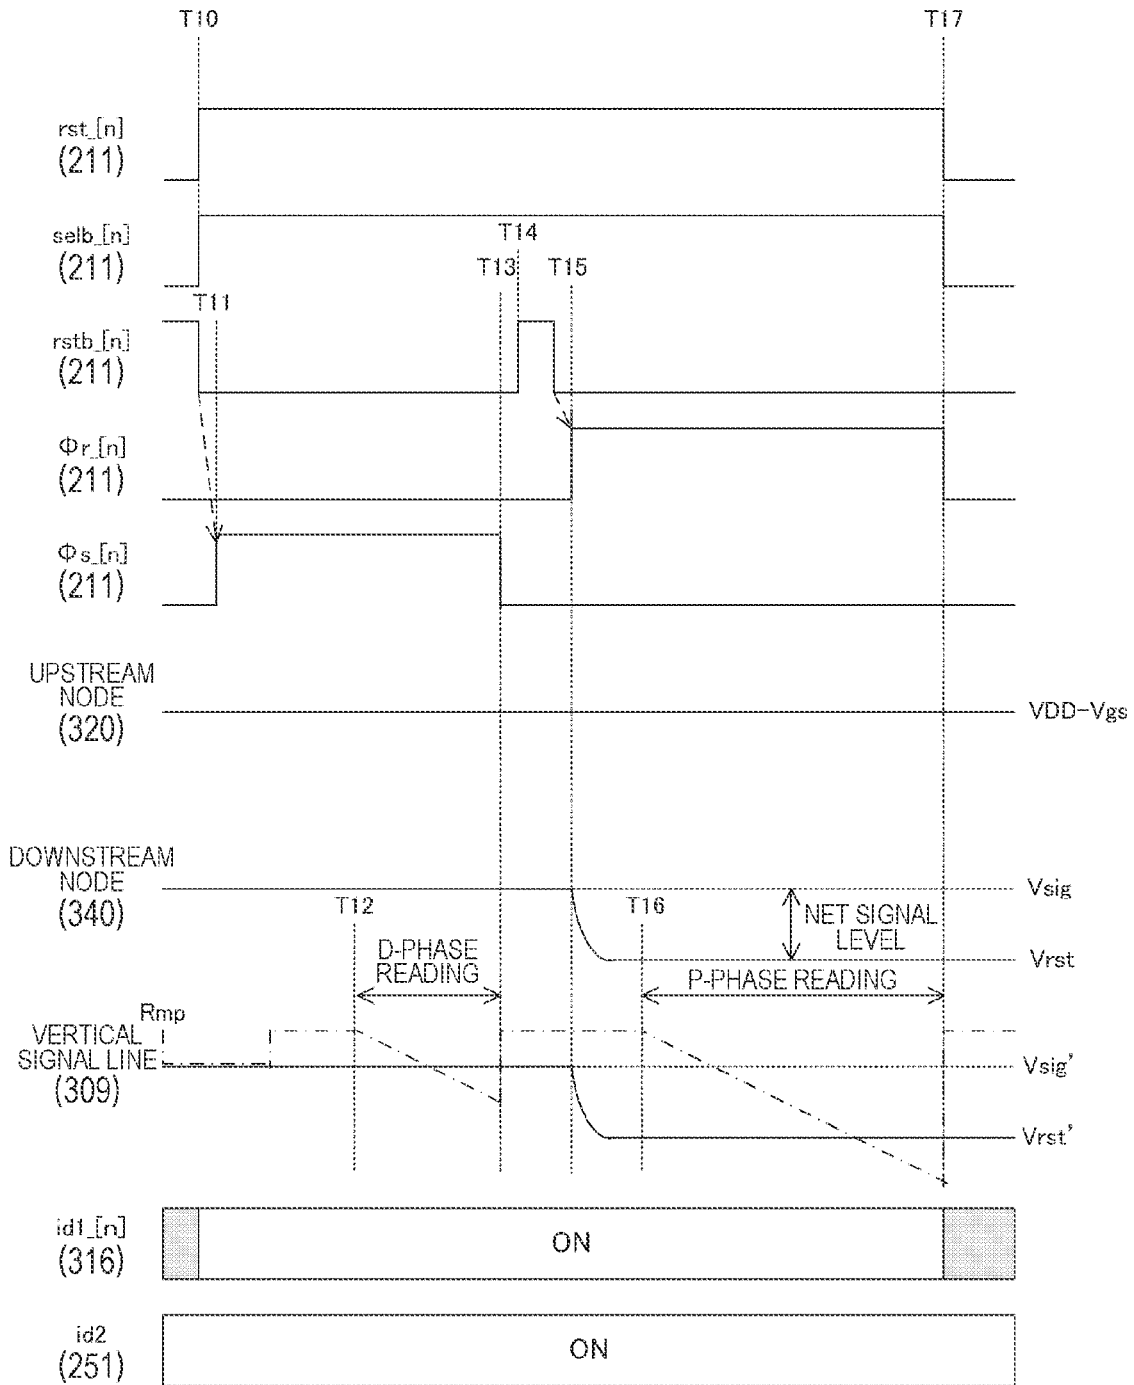 T10
T17
rst_[n]
(211)
selb_[n]
(211)
T14
T13
T15
T11
rstb_[n]
(211)
Φr_[n]
(211)
Φs_[n]
(211)
UPSTREAM
NODE
(320)
VDD-Vgs
DOWNSTREAM
NODE
(340)
Vsig
T12
T16
NET SIGNAL
LEVEL
D-PHASE
READING
Vrst
P-PHASE READING
Rmp
VERTICAL
SIGNAL LINE
(309)
Vsig'
Vrst'
id1_[n]
(316)
ON
id2
(251)
ON